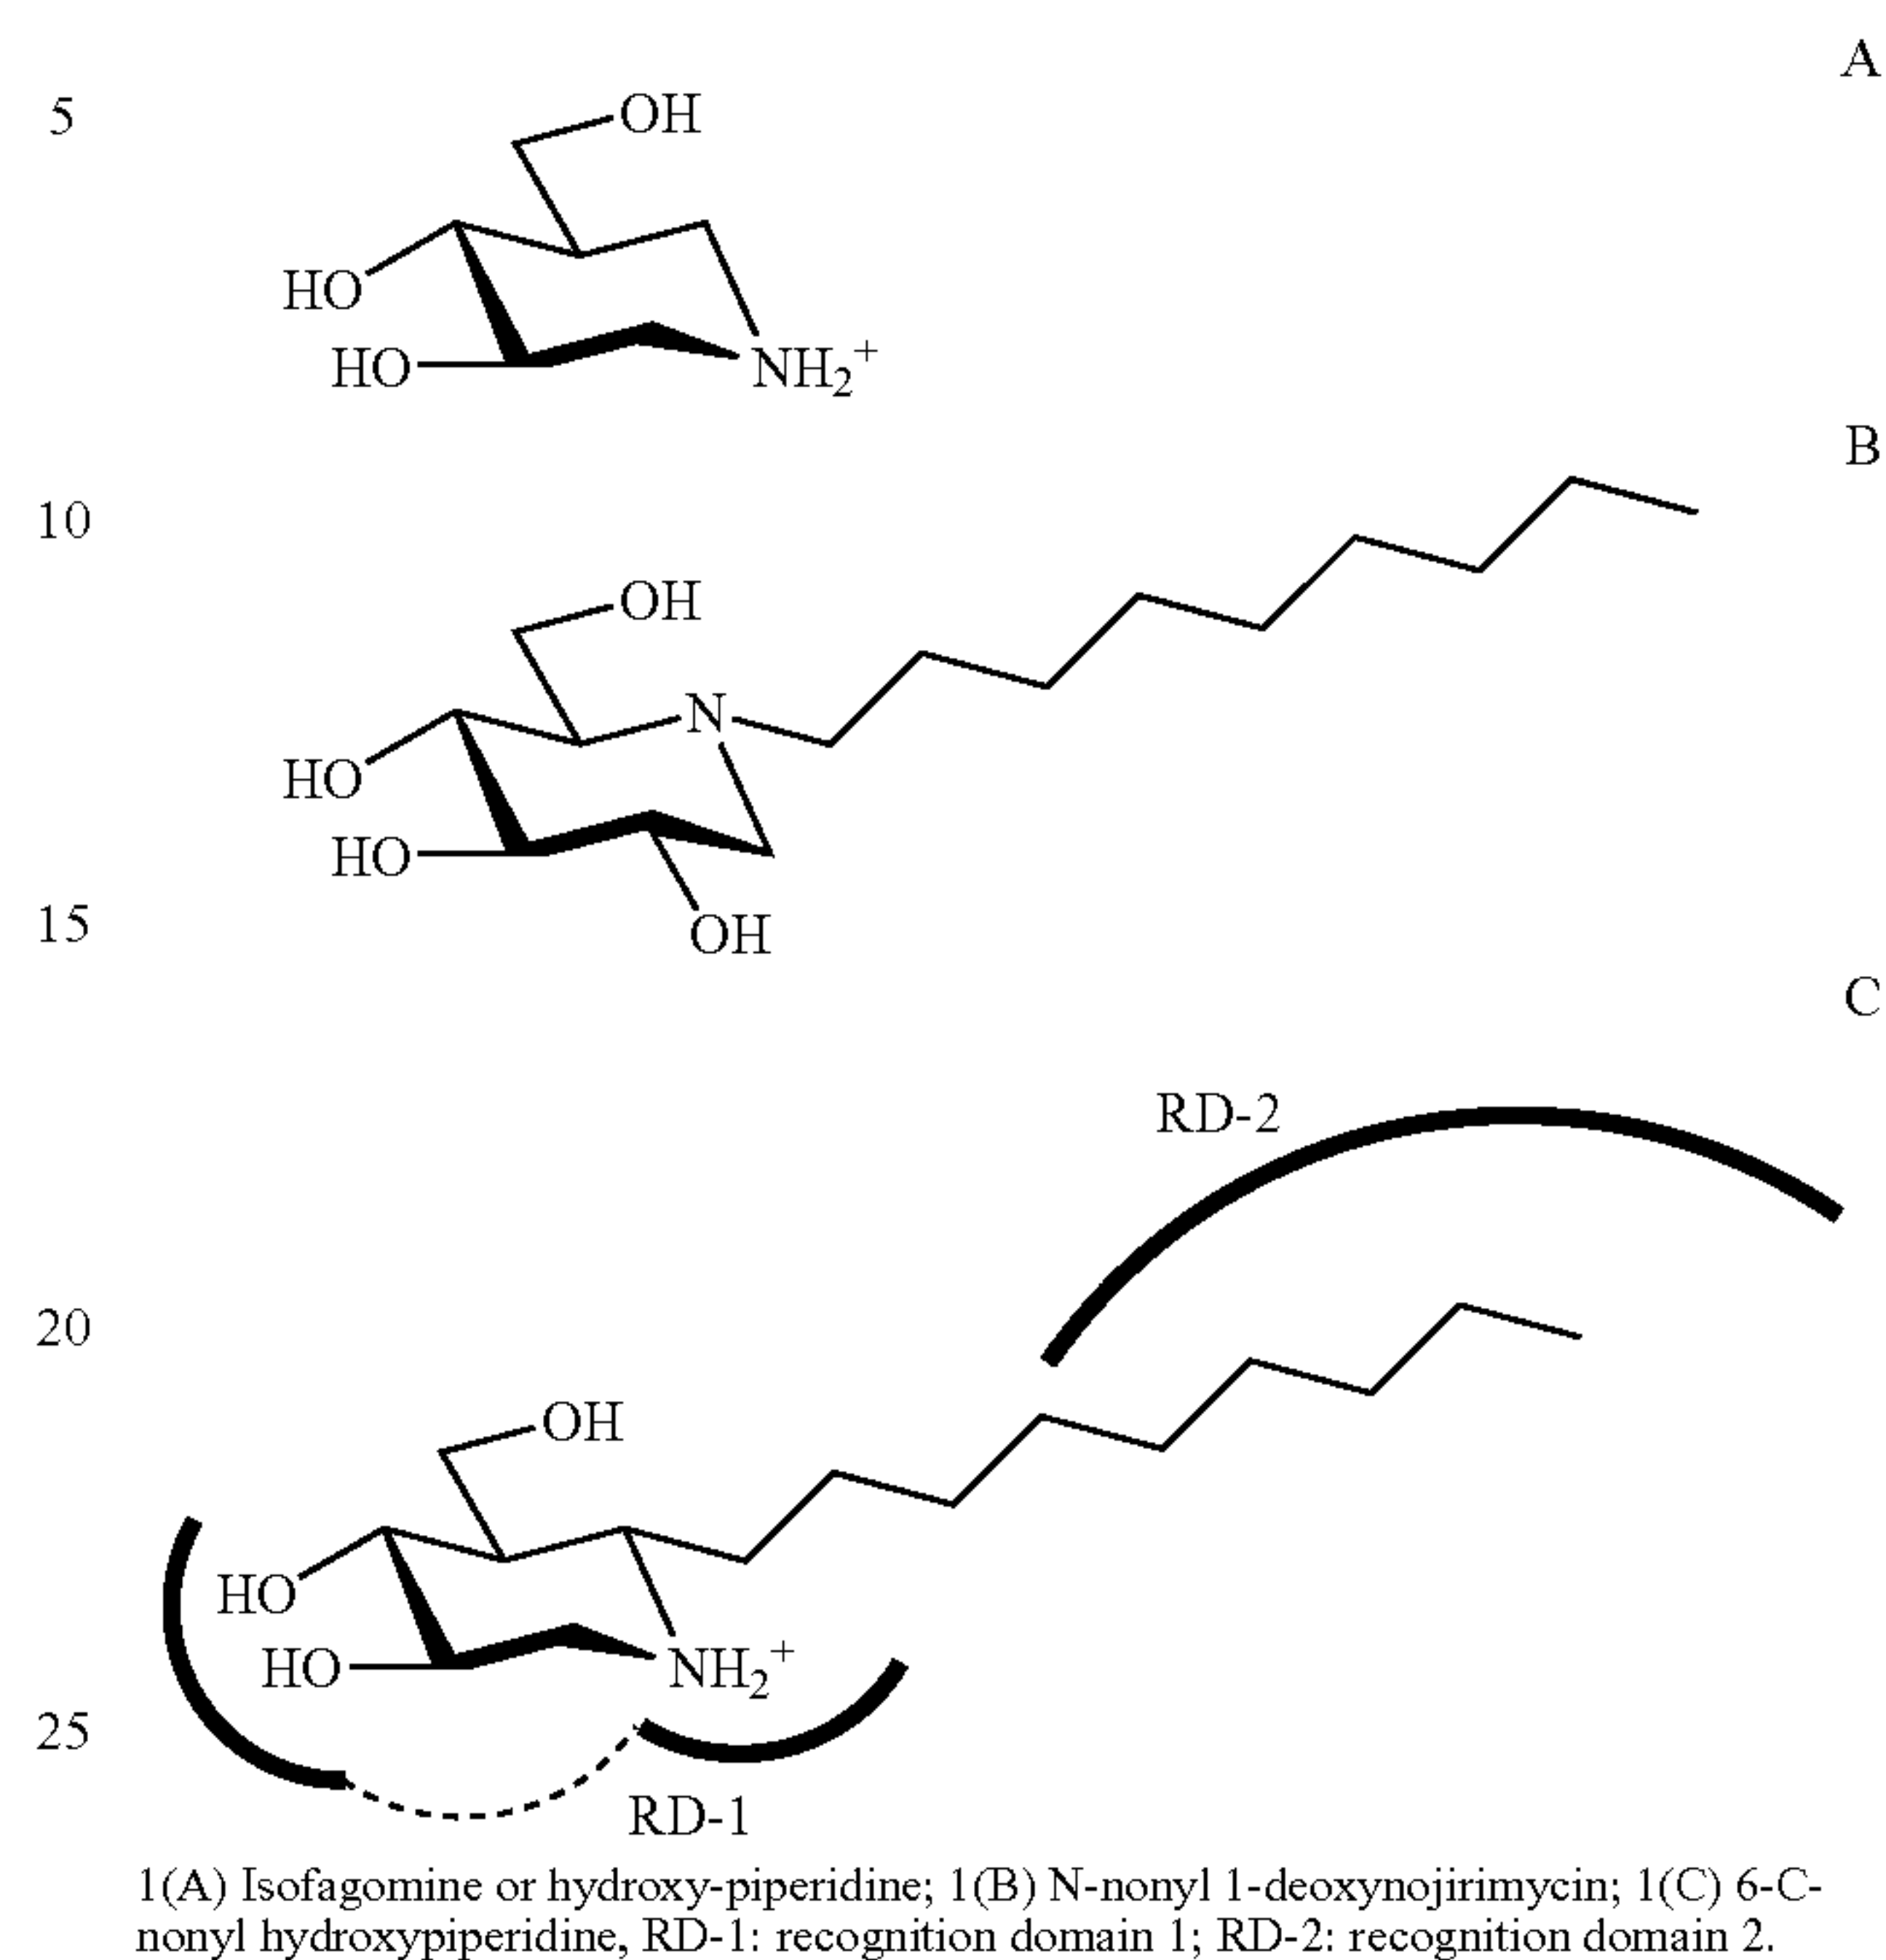 A
5
OH
HO
HO
NH₂⁺
B
10
OH
N
HO
HO
15
OH
C
RD-2
20
OH
HO
HO
NH₂⁺
25
RD-1
1(A) Isofagomine or hydroxy-piperidine; 1(B) N-nonyl 1-deoxynojirimycin; 1(C) 6-C-
nonyl hydroxypiperidine, RD-1: recognition domain 1; RD-2: recognition domain 2.